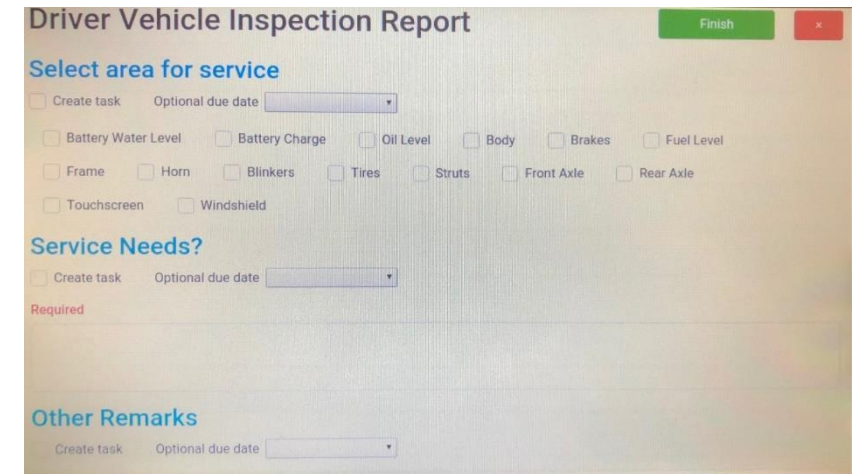 Driver Vehicle Inspection Report Finish ×
Select area for service
Create task Optional due date
Battery Water Level Battery Charge Oil Level Body Brakes Fuel Level
Frame Horn Blinkers Tires Struts Front Axle Rear Axle
Touchscreen Windshield
Service Needs?
Create task Optional due date
Required
Other Remarks
Create task Optional due date